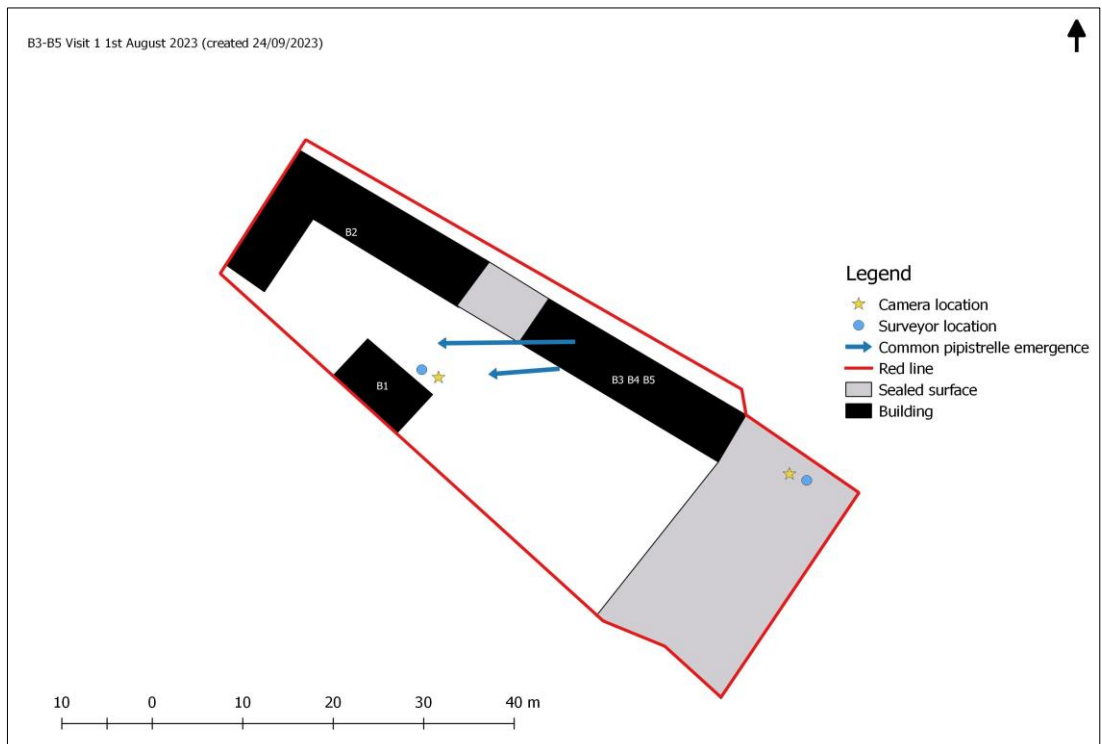 B3-B5 Visit 1 1st August 2023 (created 24/09/2023)
B2
B1
B3 B4 B5
Legend
Camera location
Surveyor location
Common pipistrelle emergence
Red line
Sealed surface
Building
10 0 10 20 30 40 m